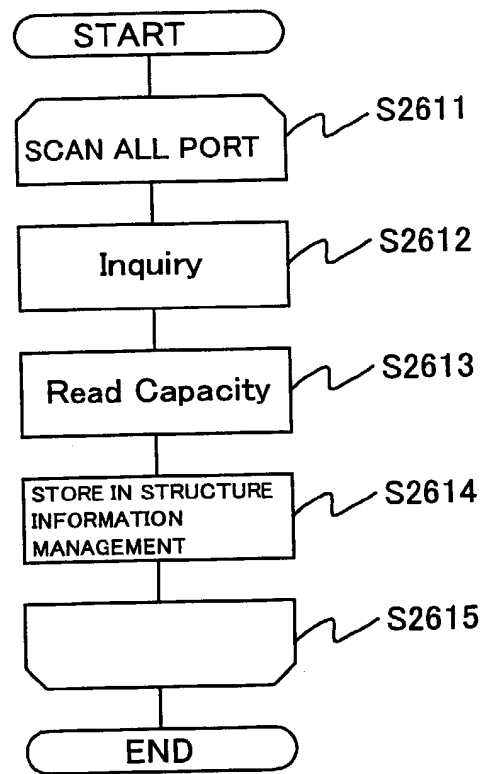 START
SCAN ALL PORT
S2611
Inquiry
S2612
Read Capacity
S2613
STORE IN STRUCTURE
INFORMATION
MANAGEMENT
S2614
S2615
END